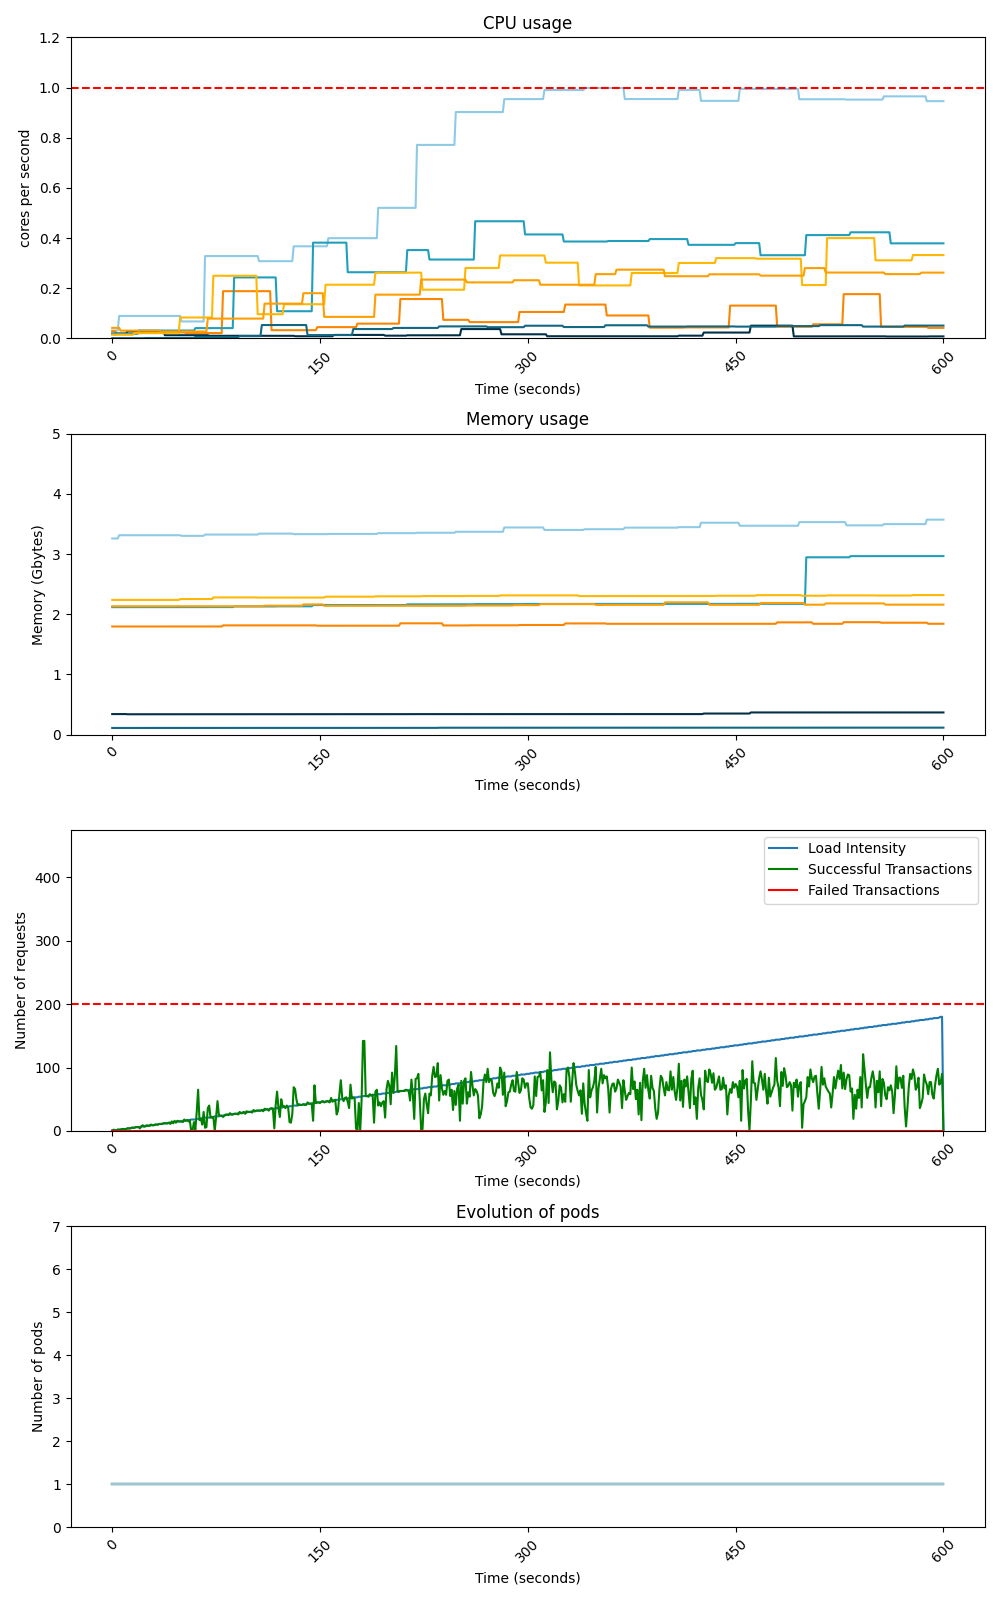 CPU usage
1.2
1.0
0.8
0.6
0.4
0.2
0.0
cores per second
0 150 300 450 600
Time (seconds)
Memory usage
5
4
3
2
1
0
Memory (Gbytes)
0 150 300 450 600
Time (seconds)
Load Intensity
Successful Transactions
Failed Transactions
400
300
200
100
0
Number of requests
0 150 300 450 600
Time (seconds)
Evolution of pods
7
6
5
4
3
2
1
0
Number of pods
0 150 300 450 600
Time (seconds)